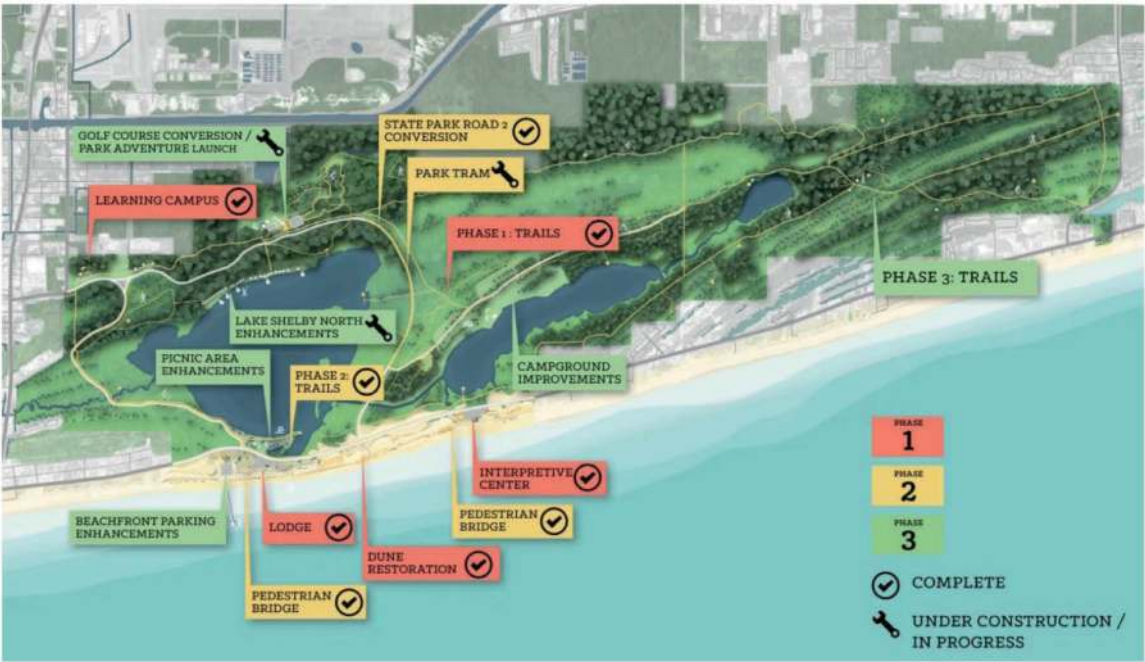 GOLF COURSE CONVERSION /
PARK ADVENTURE LAUNCH
STATE PARK ROAD 2
CONVERSION
PARK TRAM
LEARNING CAMPUS
PHASE 1 : TRAILS
PHASE 3: TRAILS
LAKE SHELBY NORTH
ENHANCEMENTS
PICNIC AREA
ENHANCEMENTS
PHASE 2:
TRAILS
CAMPGROUND
IMPROVEMENTS
INTERPRETIVE
CENTER
PEDESTRIAN
BRIDGE
BEACHFRONT PARKING
ENHANCEMENTS
LODGE
DUNE
RESTORATION
PEDESTRIAN
BRIDGE
PHASE
1
PHASE
2
PHASE
3
COMPLETE
UNDER CONSTRUCTION /
IN PROGRESS